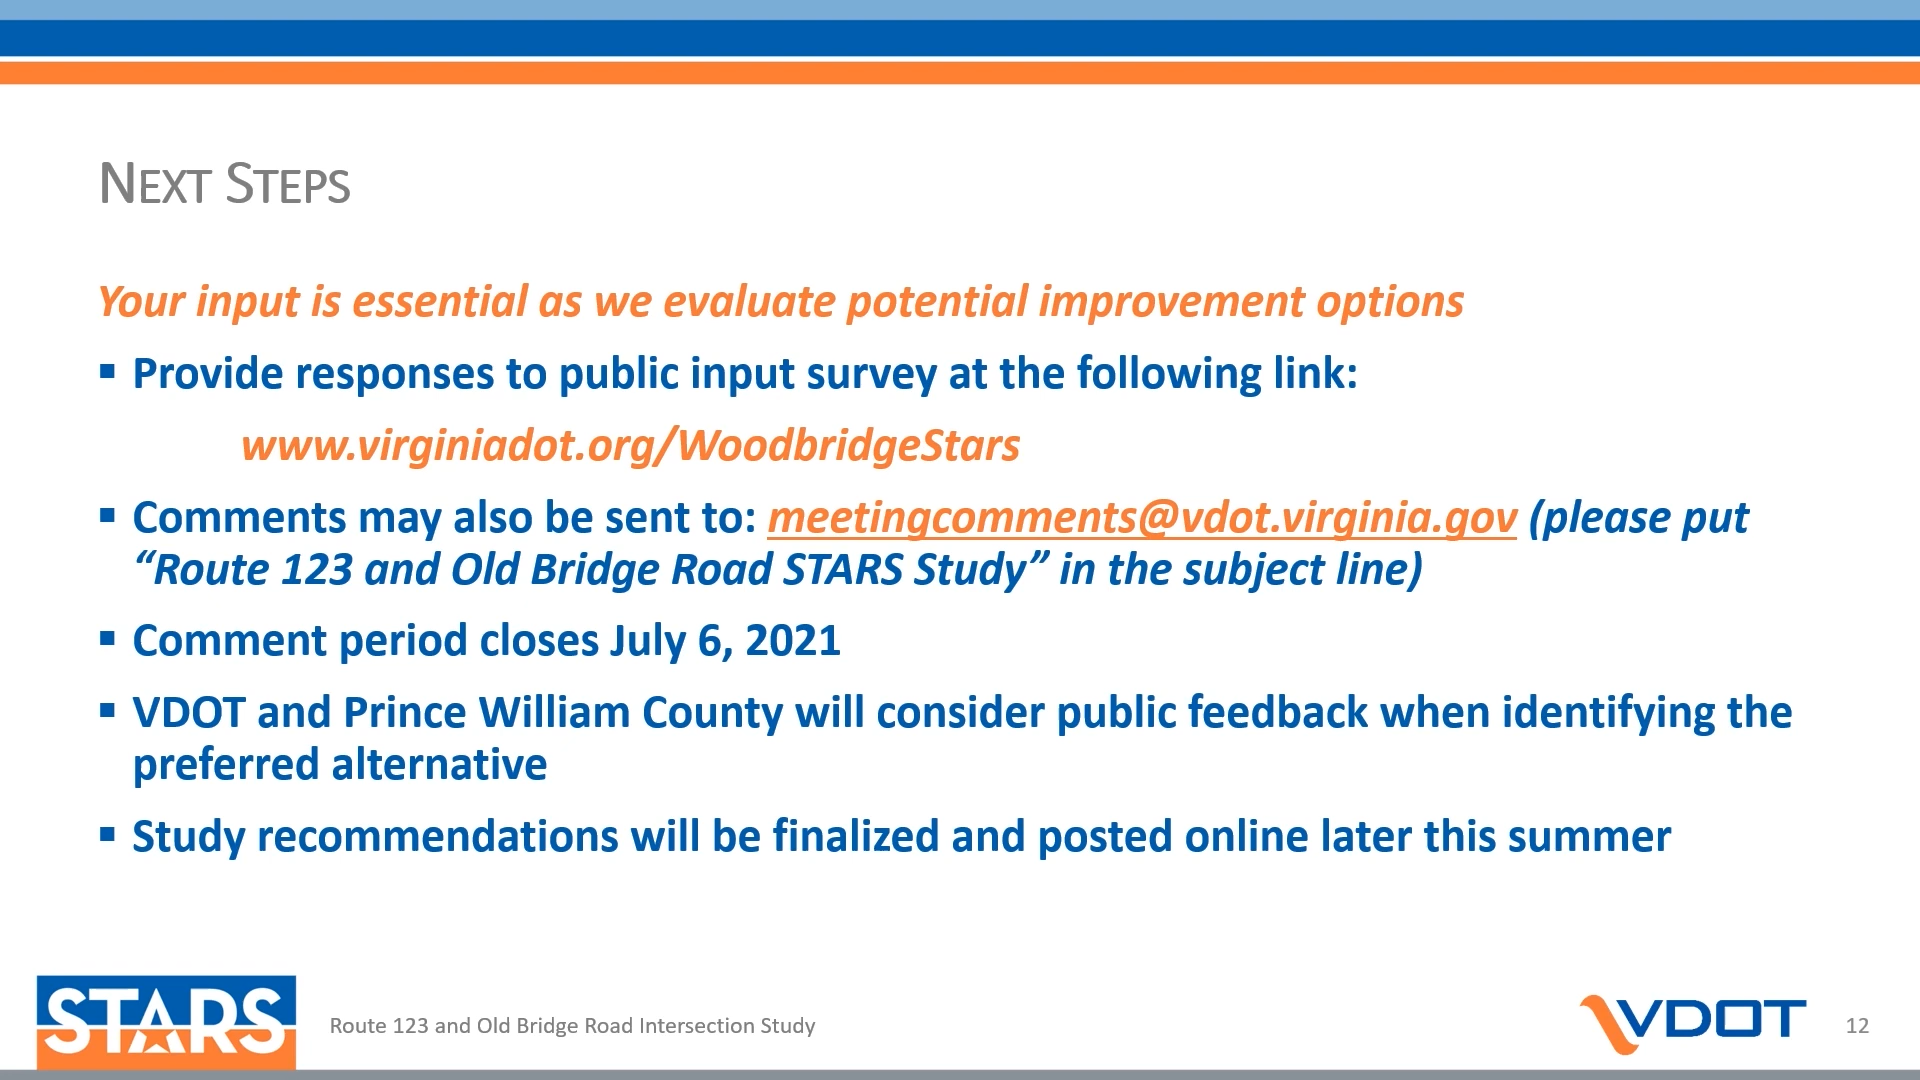 Next Steps
Your input is essential as we evaluate potential improvement options
▪ Provide responses to public input survey at the following link:
www.virginiadot.org/WoodbridgeStars
▪ Comments may also be sent to: meetingcomments@vdot.virginia.gov (please put
“Route 123 and Old Bridge Road STARS Study” in the subject line)
▪ Comment period closes July 6, 2021
▪ VDOT and Prince William County will consider public feedback when identifying the
preferred alternative
▪ Study recommendations will be finalized and posted online later this summer
STARS
Route 123 and Old Bridge Road Intersection Study
VDOT
12